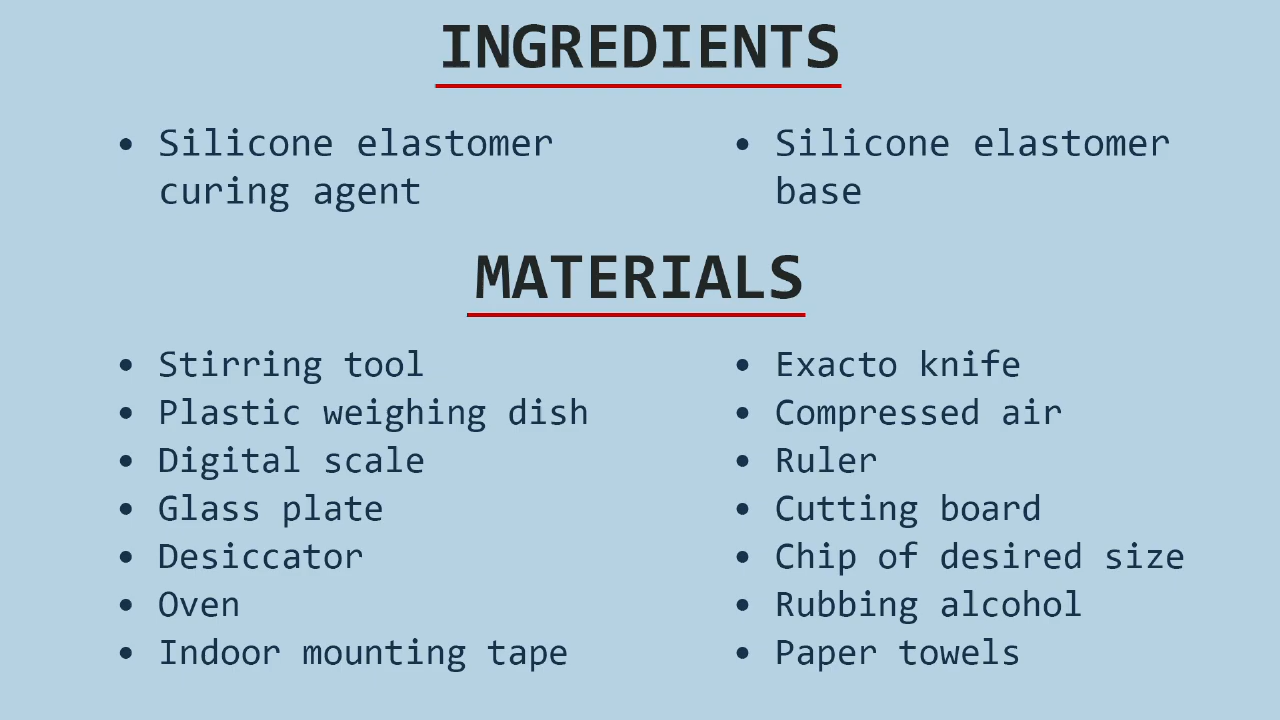 INGREDIENTS
• Silicone elastomer
curing agent
• Silicone elastomer
base
MATERIALS
• Stirring tool
• Plastic weighing dish
• Digital scale
• Glass plate
• Desiccator
• Oven
• Indoor mounting tape
• Exacto knife
• Compressed air
• Ruler
• Cutting board
• Chip of desired size
• Rubbing alcohol
• Paper towels